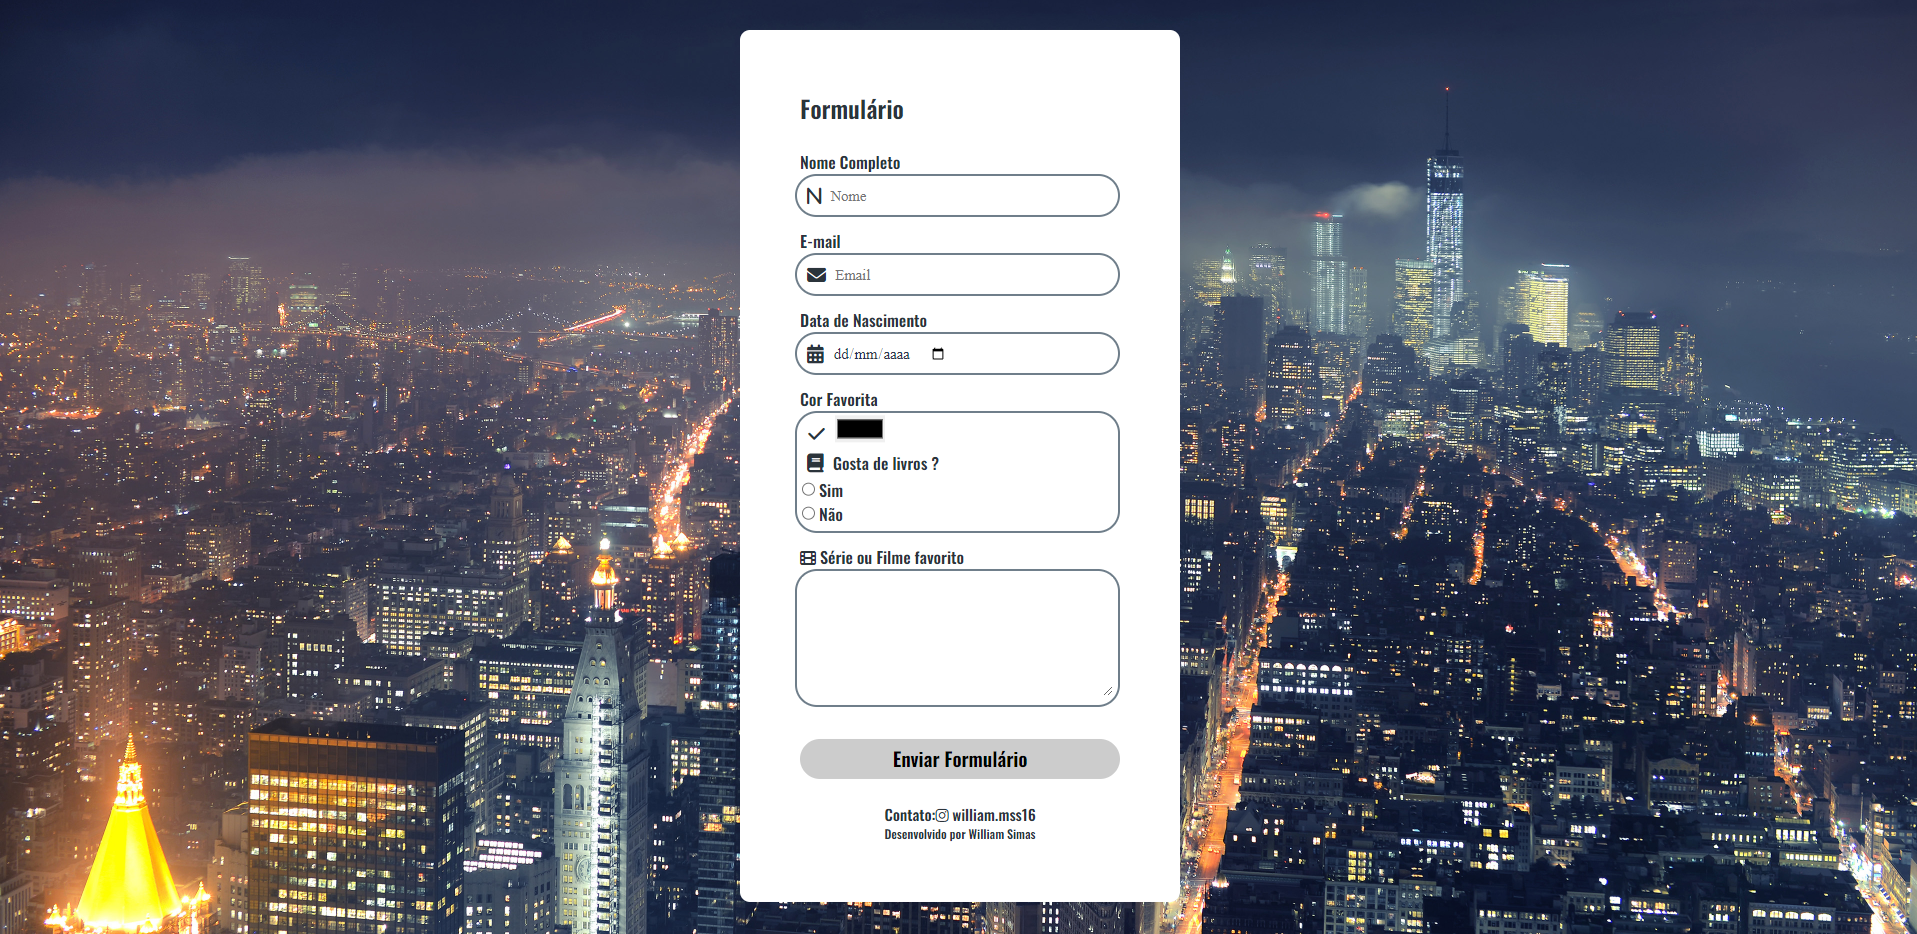 Formulário
Nome Completo
Nome
E-mail
Email
Data de Nascimento
dd/mm/aaaa
Cor Favorita
Gosta de livros ?
Sim
Não
Série ou Filme favorito
Enviar Formulário
Contato: william.mss16
Desenvolvido por William Simas